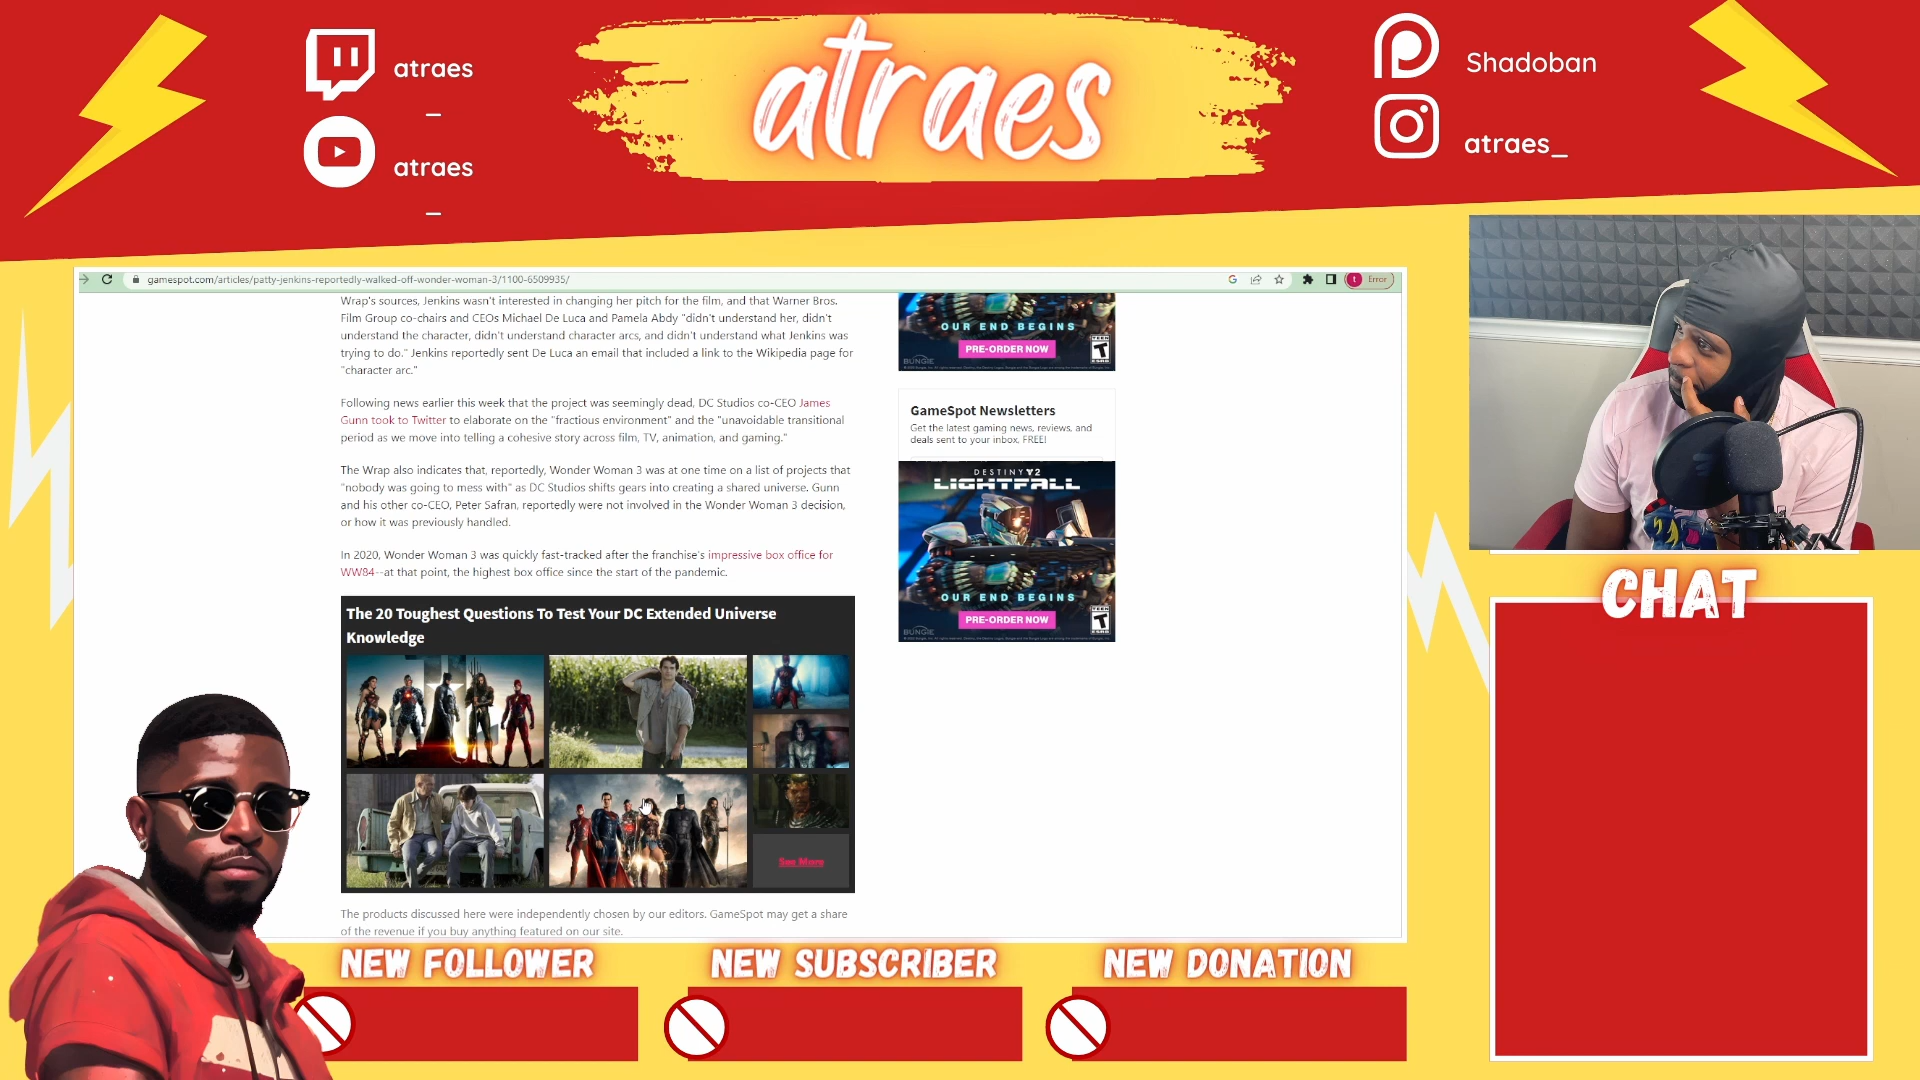 atraes
_
atraes
_
atraes
Shadoban
atraes_
gamespot.com/articles/patty-jenkins-reportedly-walked-off-wonder-woman-3/1100-6509935/
t
Error
Wrap's sources, Jenkins wasn't interested in changing her pitch for the film, and that Warner Bros.
Film Group co-chairs and CEOs Michael De Luca and Pamela Abdy "didn't understand her, didn't
understand the character, didn't understand character arcs, and didn't understand what Jenkins was
trying to do." Jenkins reportedly sent De Luca an email that included a link to the Wikipedia page for
"character arc."
Following news earlier this week that the project was seemingly dead, DC Studios co-CEO James
Gunn took to Twitter to elaborate on the "fractious environment" and the "unavoidable transitional
period as we move into telling a cohesive story across film, TV, animation, and gaming."
The Wrap also indicates that, reportedly, Wonder Woman 3 was at one time on a list of projects that
"nobody was going to mess with" as DC Studios shifts gears into creating a shared universe. Gunn
and his other co-CEO, Peter Safran, reportedly were not involved in the Wonder Woman 3 decision,
or how it was previously handled.
In 2020, Wonder Woman 3 was quickly fast-tracked after the franchise's impressive box office for
WW84--at that point, the highest box office since the start of the pandemic.
The 20 Toughest Questions To Test Your DC Extended Universe
Knowledge
See More
The products discussed here were independently chosen by our editors. GameSpot may get a share
of the revenue if you buy anything featured on our site.
OUR END BEGINS
PRE-ORDER NOW
BUNGIE
TEEN
T
ESRB
GameSpot Newsletters
Get the latest gaming news, reviews, and
deals sent to your inbox, FREE!
DESTINY 2
LIGHTFALL
OUR END BEGINS
PRE-ORDER NOW
BUNGIE
TEEN
T
ESRB
CHAT
NEW FOLLOWER
NEW SUBSCRIBER
NEW DONATION